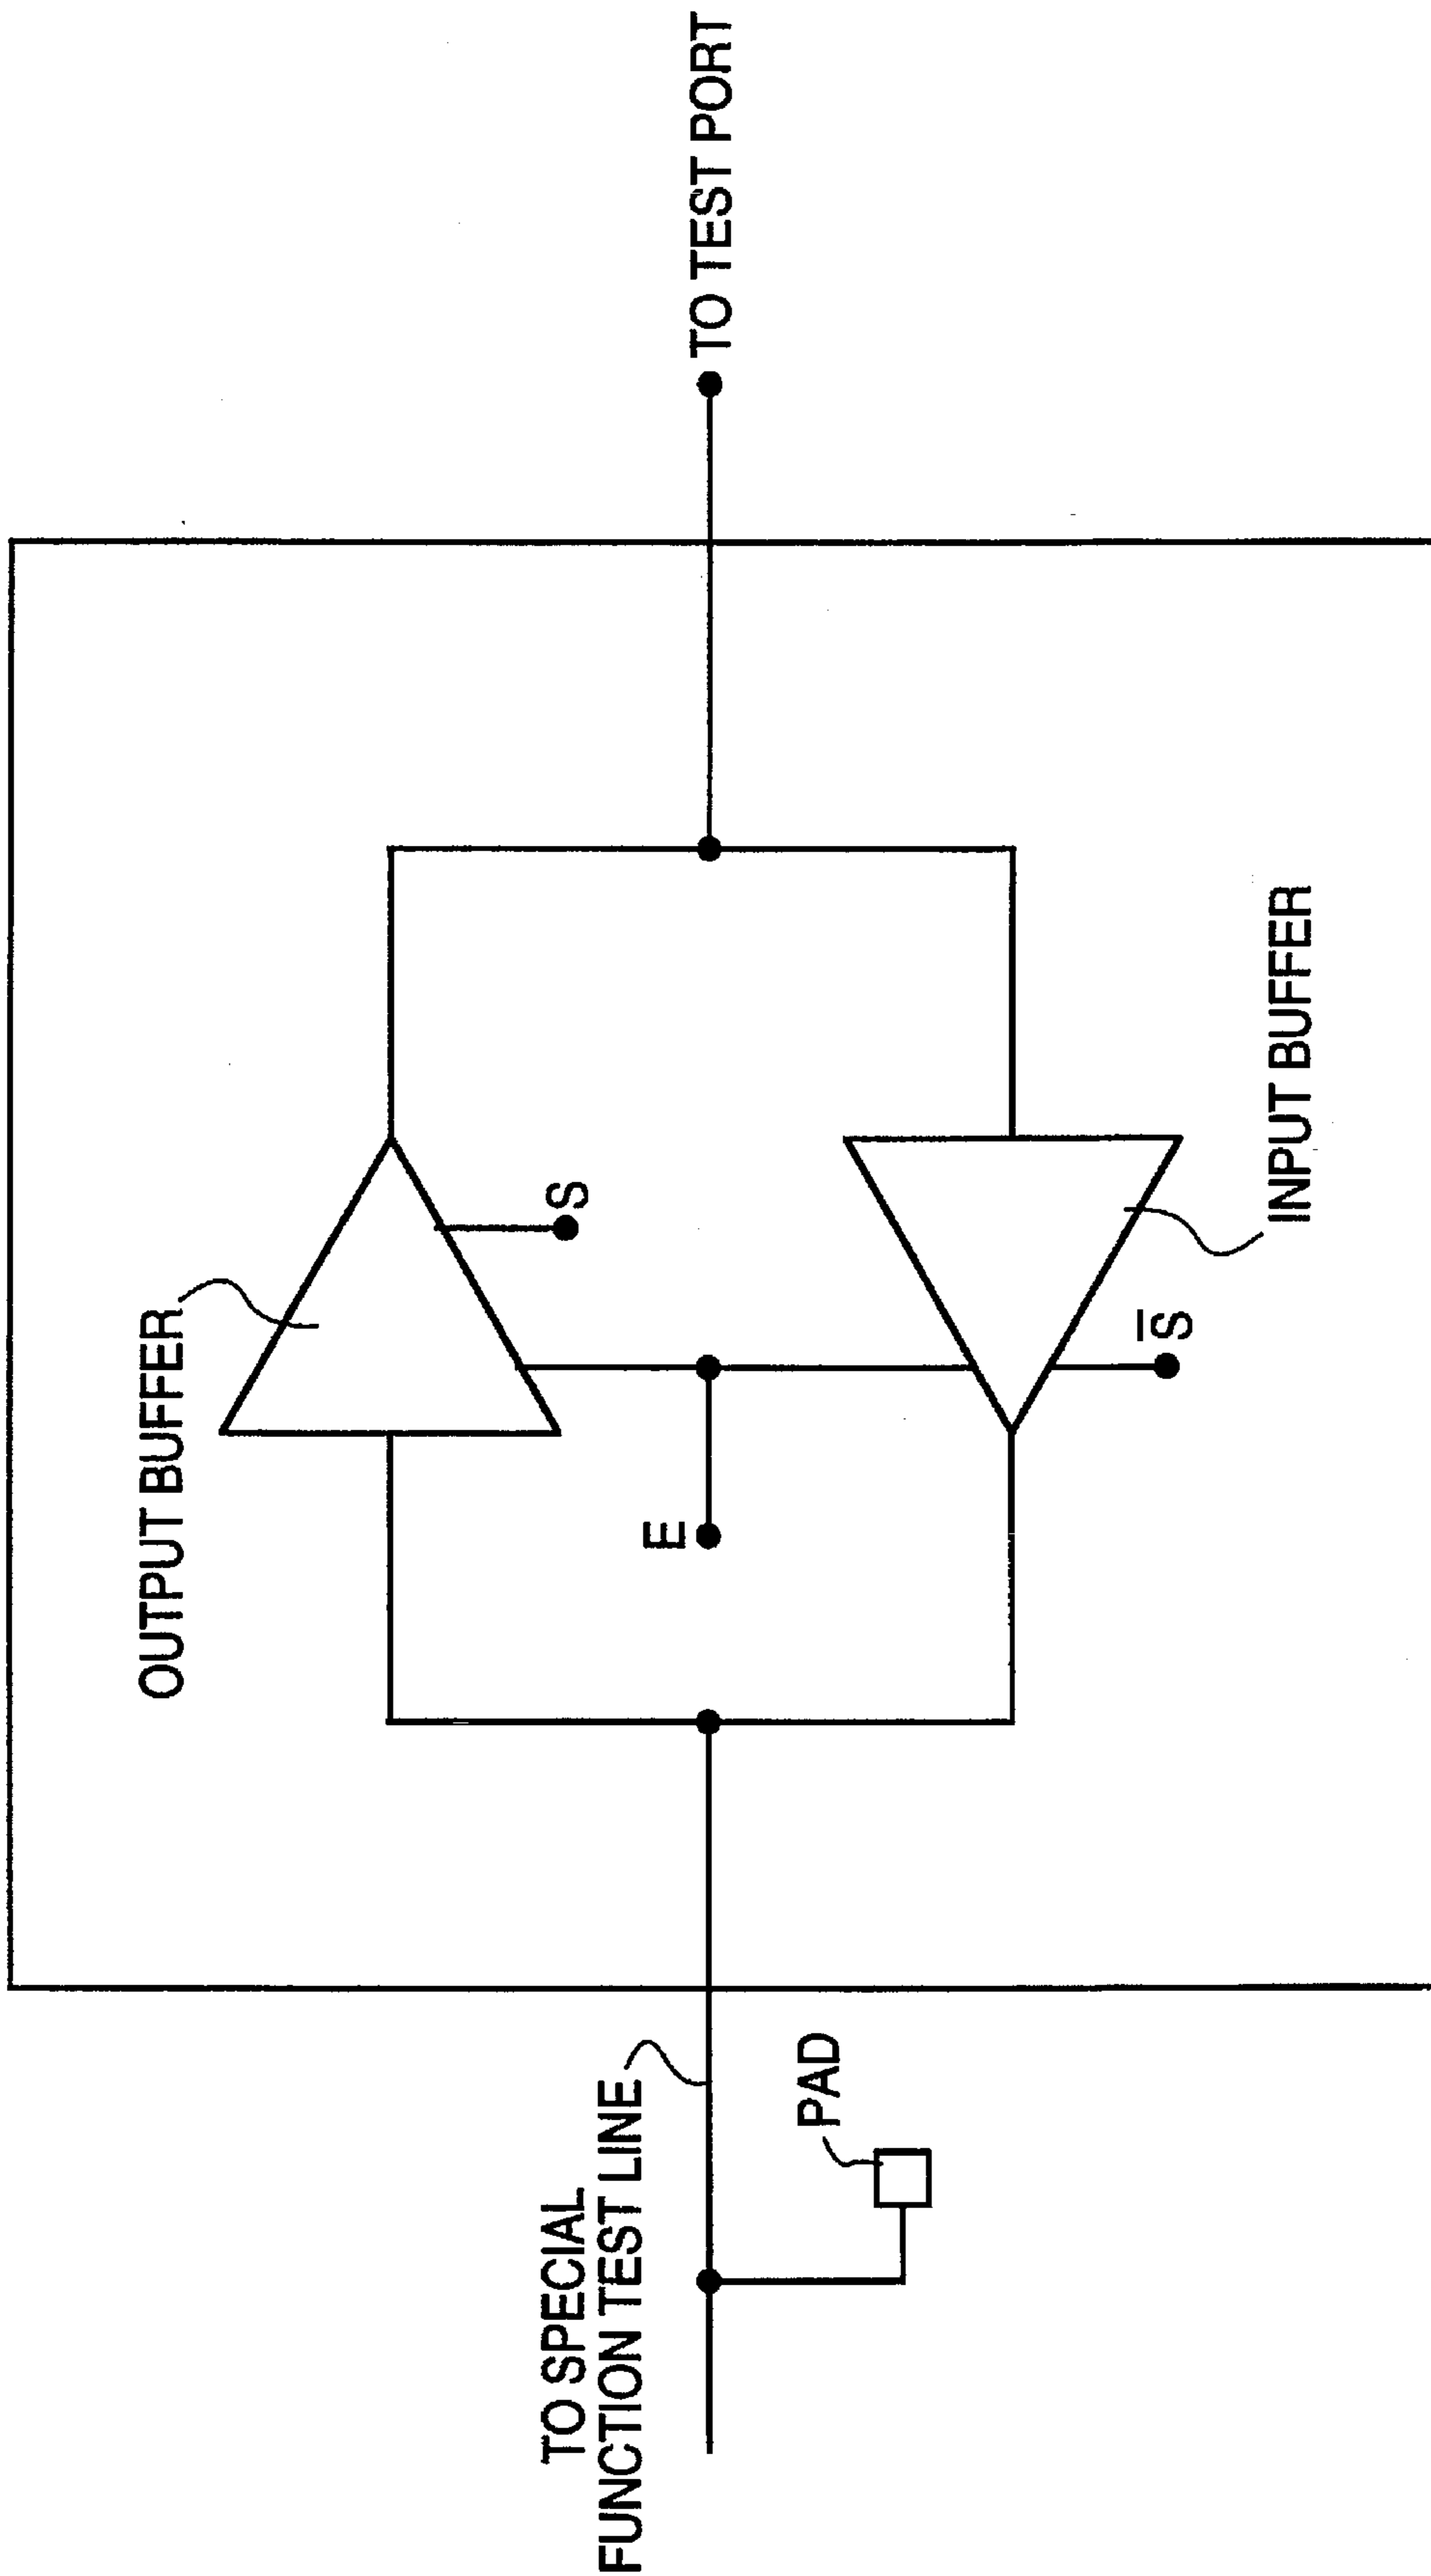 OUTPUT BUFFER
S
TO SPECIAL
FUNCTION TEST LINE
E
TO TEST PORT
PAD
S̅
INPUT BUFFER